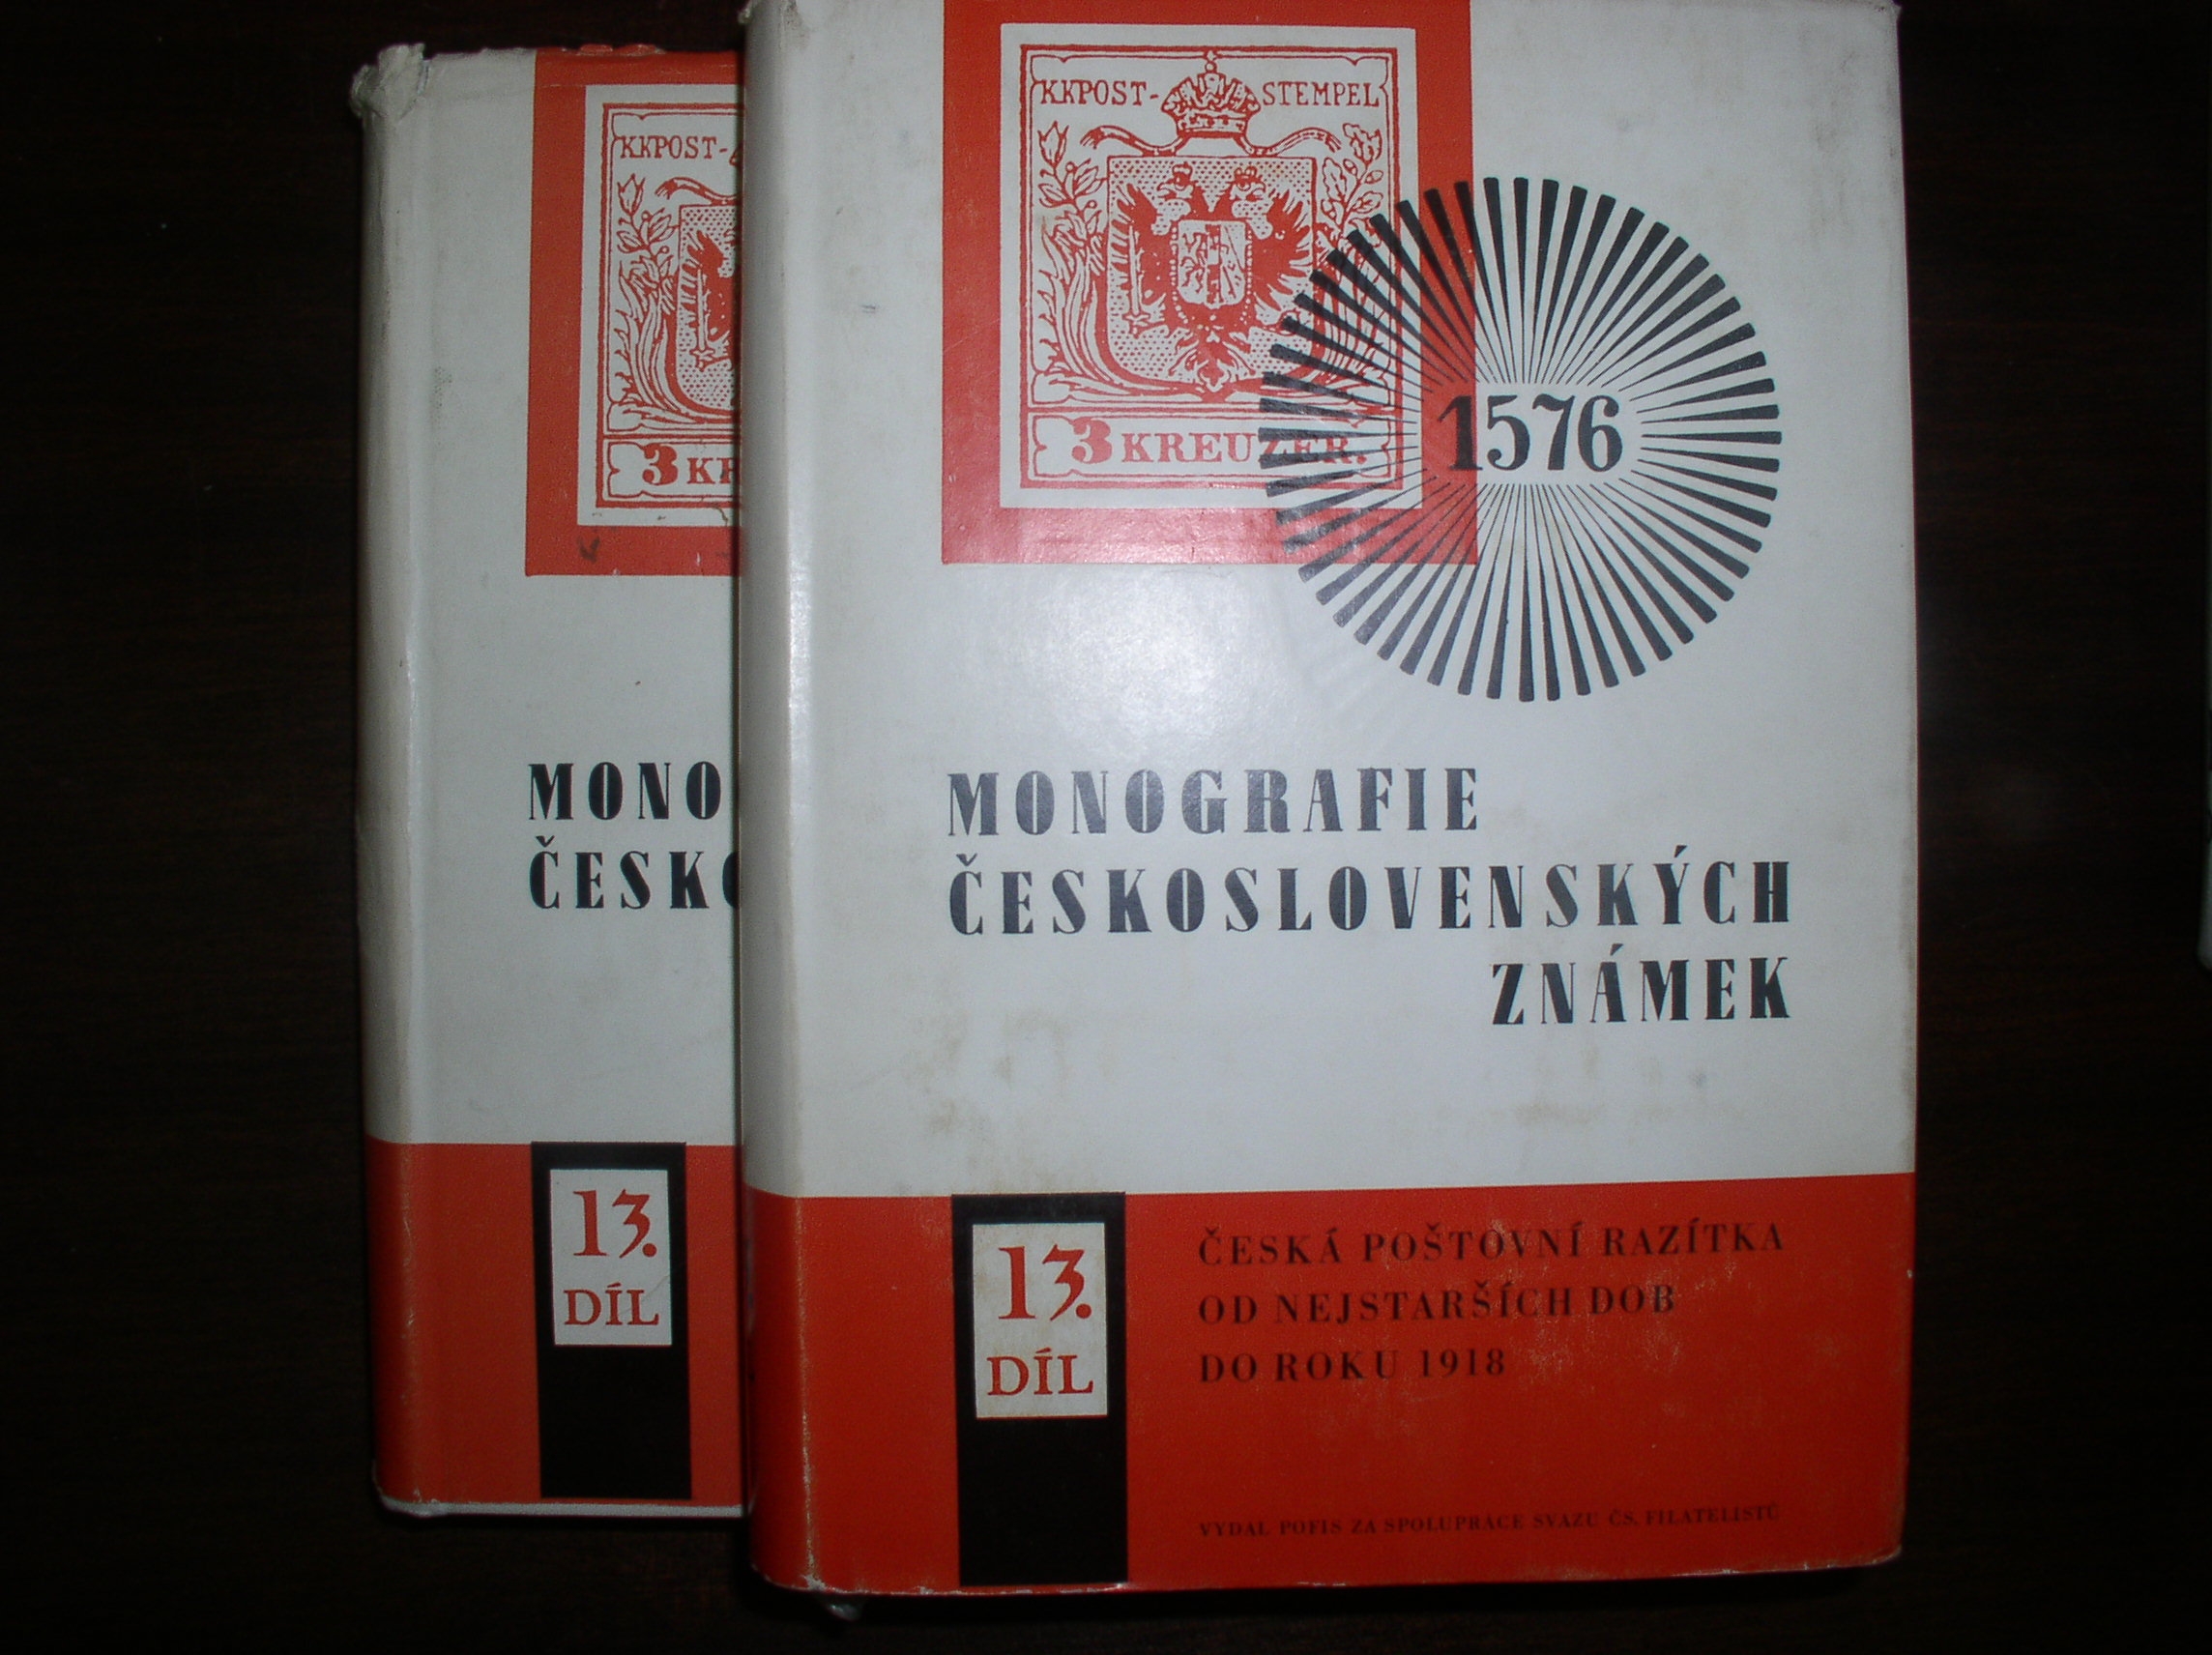 KKPOST-
3 KR
MONO
ČESKO
13.
DÍL
KKPOST- STEMPEL
3 KREUZER.
1576
MONOGRAFIE
ČESKOSLOVENSKÝCH
ZNÁMEK
13.
DÍL
ČESKÁ POŠTOVNÍ RAZÍTKA
OD NEJSTARŠÍCH DOB
DO ROKU 1918
VYDAL POFIS ZA SPOLUPRÁCE SVAZU ČS. FILATELISTŮ